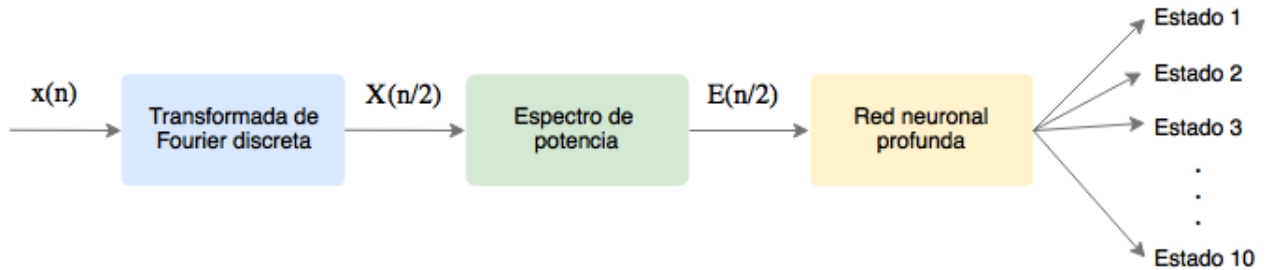 x(n)
Transformada de
Fourier discreta
X(n/2)
Espectro de
potencia
E(n/2)
Red neuronal
profunda
Estado 1
Estado 2
Estado 3
.
.
.
Estado 10